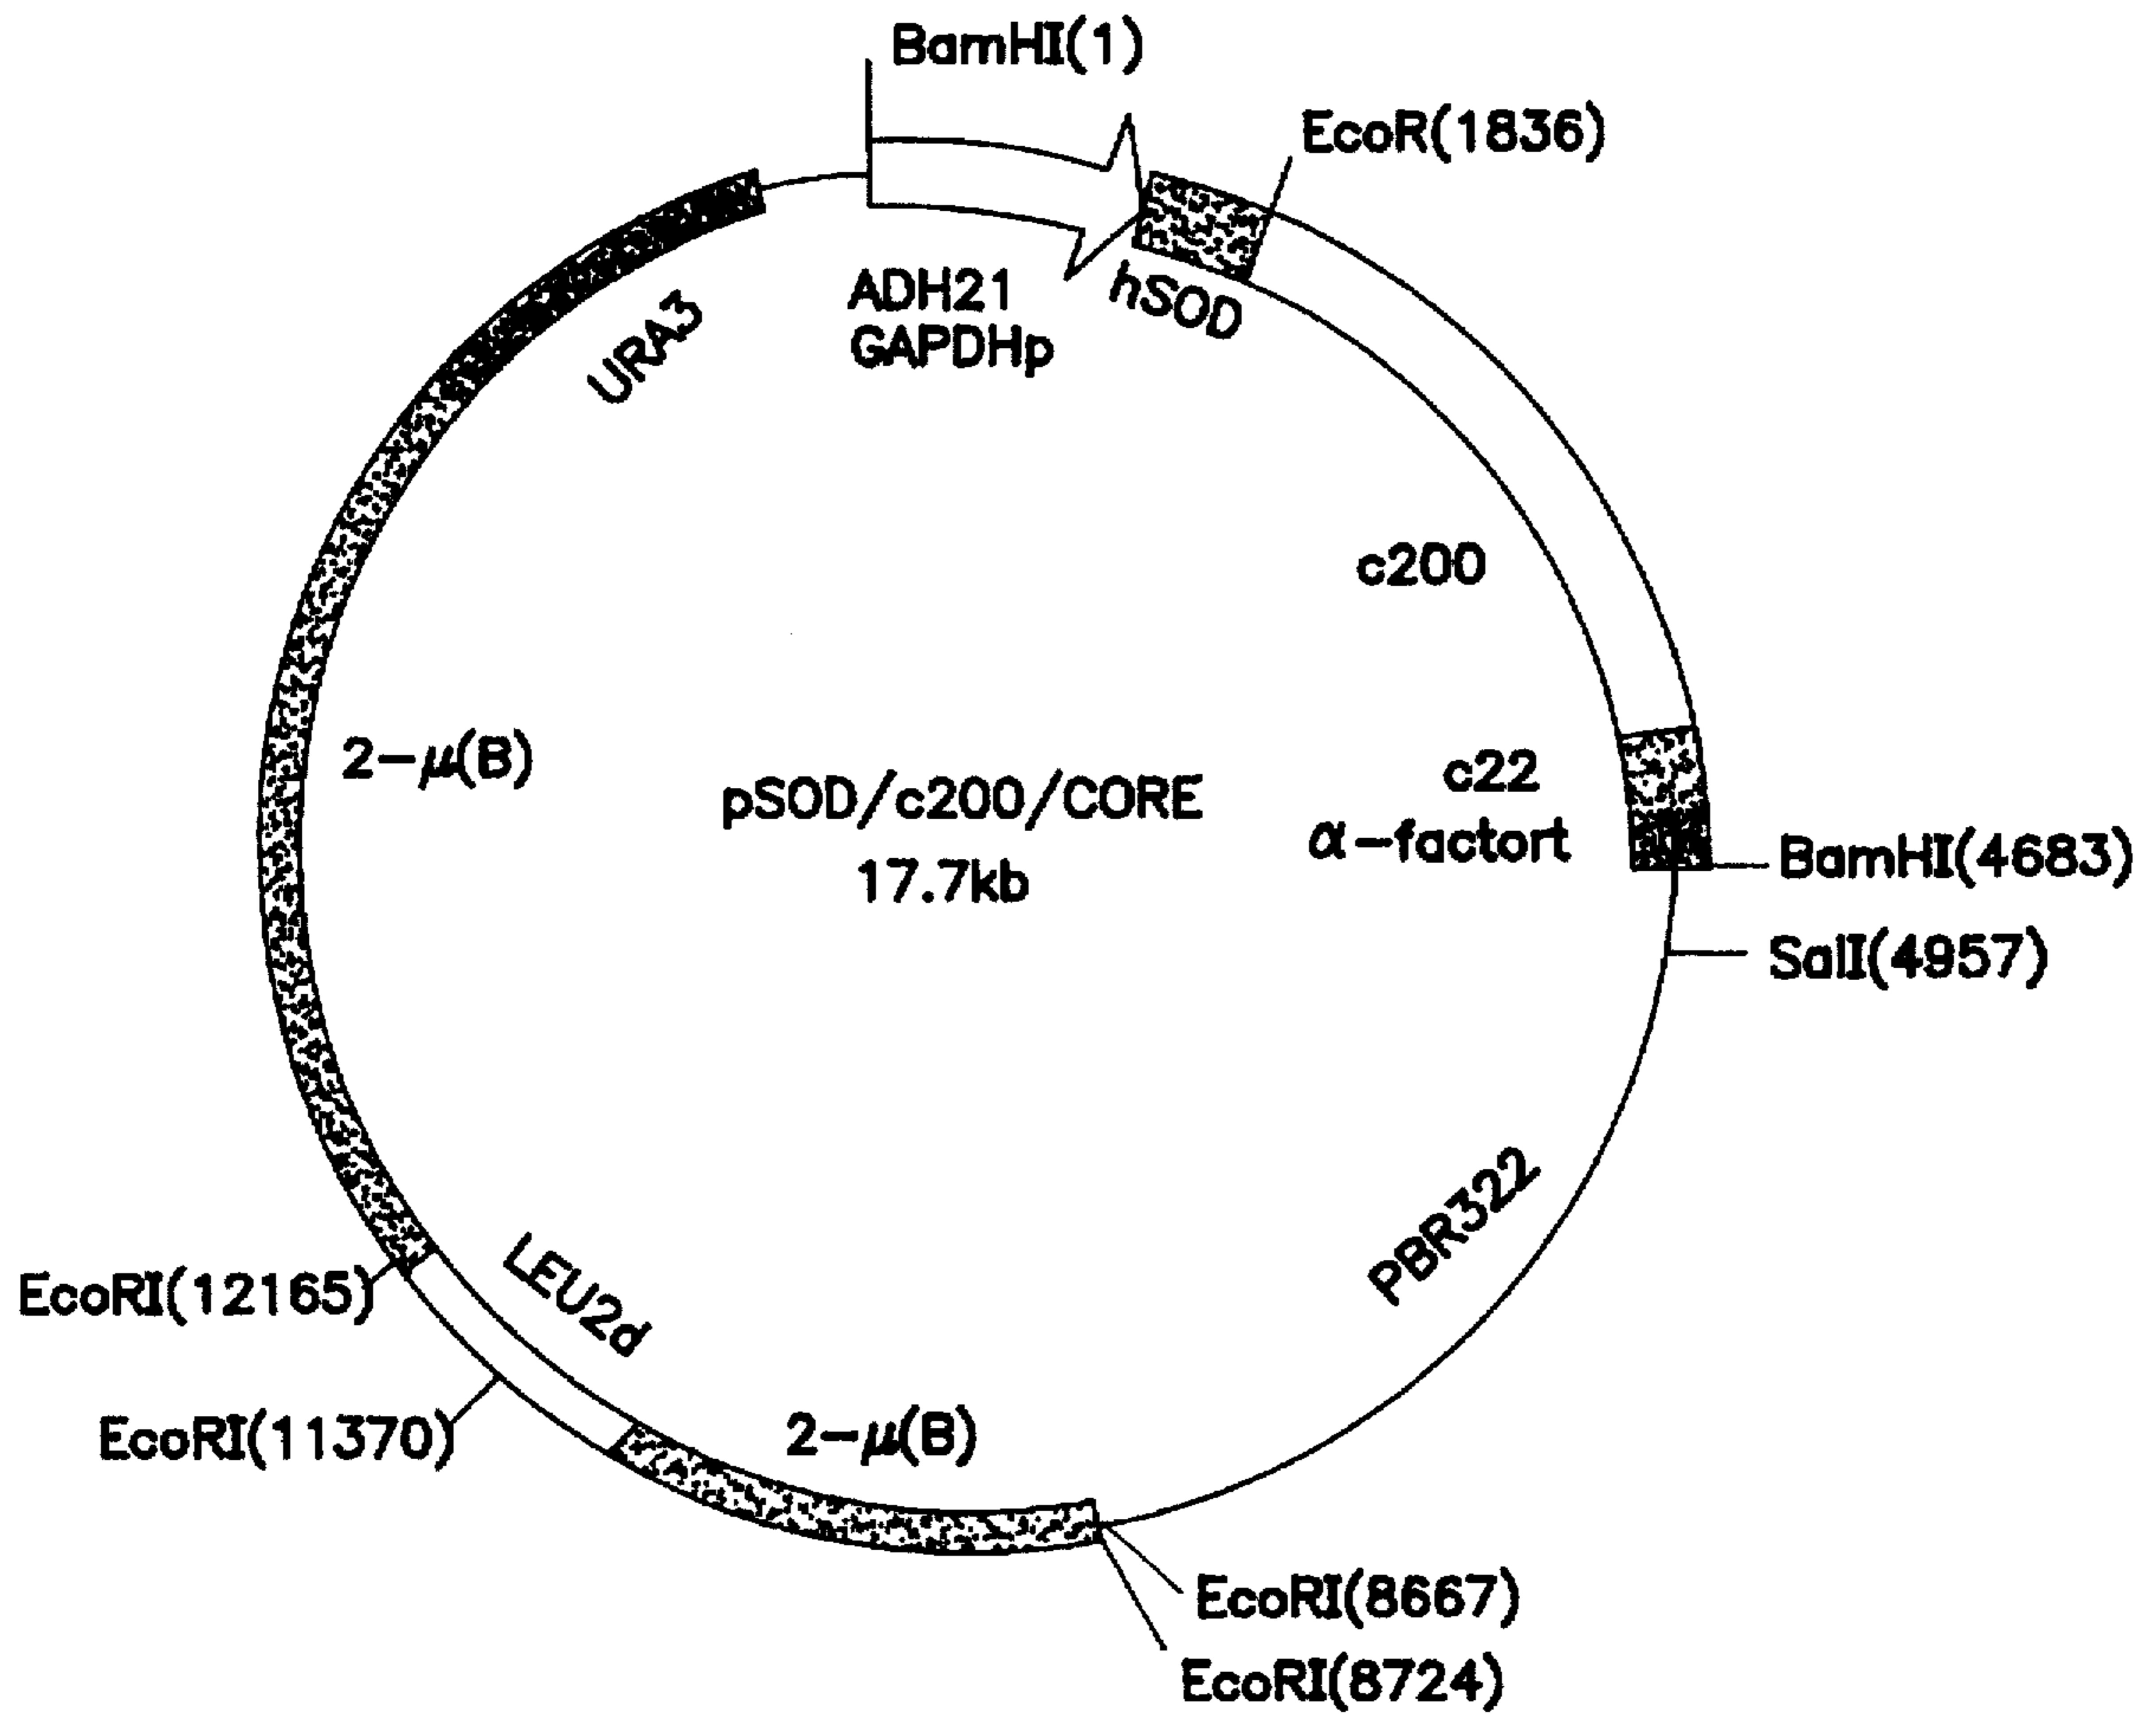 BamHI(1)
EcoR(1836)
ADH21
GAPDHp
hSOD
URA3
c200
2-μ(B)
pSOD/c200/CORE
17.7kb
c22
α-factort
BamHI(4683)
SalI(4957)
PBR322
LEU2d
EcoRI(12165)
EcoRI(11370)
2-μ(B)
EcoRI(8667)
EcoRI(8724)